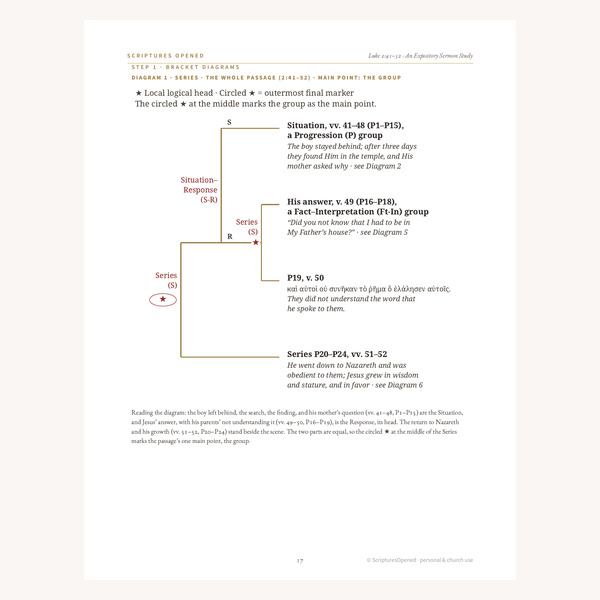 SCRIPTURES OPENED
Luke 2:41–52 · An Expository Sermon Study
STEP 1 · BRACKET DIAGRAMS
DIAGRAM 1 · SERIES · THE WHOLE PASSAGE (2:41–52) · MAIN POINT: THE GROUP
★ Local logical head · Circled ★ = outermost final marker
The circled ★ at the middle marks the group as the main point.
S
Situation, vv. 41–48 (P1–P15),
a Progression (P) group
The boy stayed behind; after three days
they found Him in the temple, and His
mother asked why · see Diagram 2
Situation–
Response
(S-R)
His answer, v. 49 (P16–P18),
a Fact–Interpretation (Ft-In) group
"Did you not know that I had to be in
My Father's house?" · see Diagram 5
Series
(S)
R
★
P19, v. 50
καὶ αὐτοὶ οὐ συνῆκαν τὸ ῥῆμα ὃ ἐλάλησεν αὐτοῖς.
They did not understand the word that
he spoke to them.
Series
(S)
★
Series P20–P24, vv. 51–52
He went down to Nazareth and was
obedient to them; Jesus grew in wisdom
and stature, and in favor · see Diagram 6
Reading the diagram: the boy left behind, the search, the finding, and his mother's question (vv. 41–48, P1–P15) are the Situation,
and Jesus' answer, with his parents' not understanding it (vv. 49–50, P16–P19), is the Response, its head. The return to Nazareth
and his growth (vv. 51–52, P20–P24) stand beside the scene. The two parts are equal, so the circled ★ at the middle of the Series
marks the passage's one main point, the group.
17
© ScripturesOpened · personal & church use